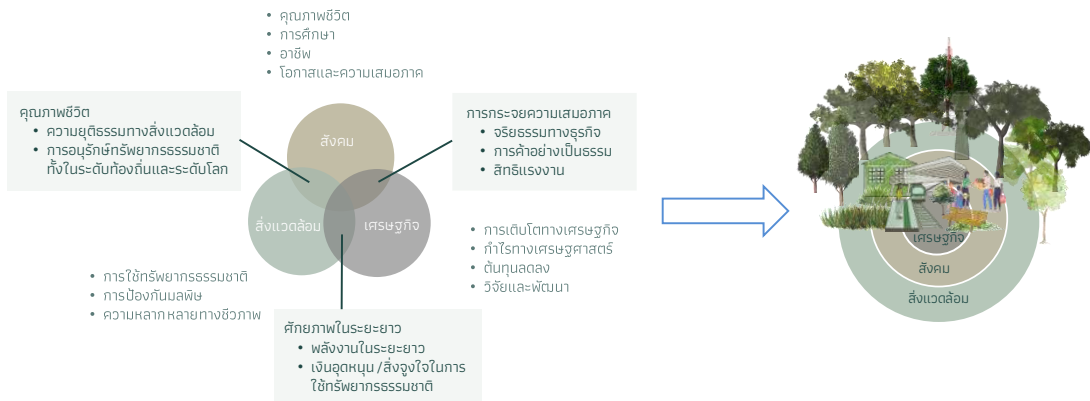 • คุณภาพชีวิต
• การศึกษา
• อาชีพ
• โอกาสและความเสมอภาค
คุณภาพชีวิต
• ความยุติธรรมทางสิ่งแวดล้อม
• การอนุรักษ์ทรัพยากรธรรมชาติ
ทั้งในระดับท้องถิ่นและระดับโลก
สังคม
สิ่งแวดล้อม
เศรษฐกิจ
การกระจยความเสมอภาค
• จริยธรรมทางธุรกิจ
• การค้าอย่างเป็นธรรม
• สิทธิแรงงาน
• การเติบโตทางเศรษฐกิจ
• กำไรทางเศรษฐศาสตร์
• ต้นทุนลดลง
• วิจัยและพัฒนา
• การใช้ทรัพยากรธรรมชาติ
• การป้องกันมลพิษ
• ความหลากหลายทางชีวภาพ
ศักยภาพในระยะยาว
• พลังงานในระยะยาว
• เงินอุดหนุน /สิ่งจูงใจในการ
ใช้ทรัพยากรธรรมชาติ
เศรษฐกิจ
สังคม
สิ่งแวดล้อม